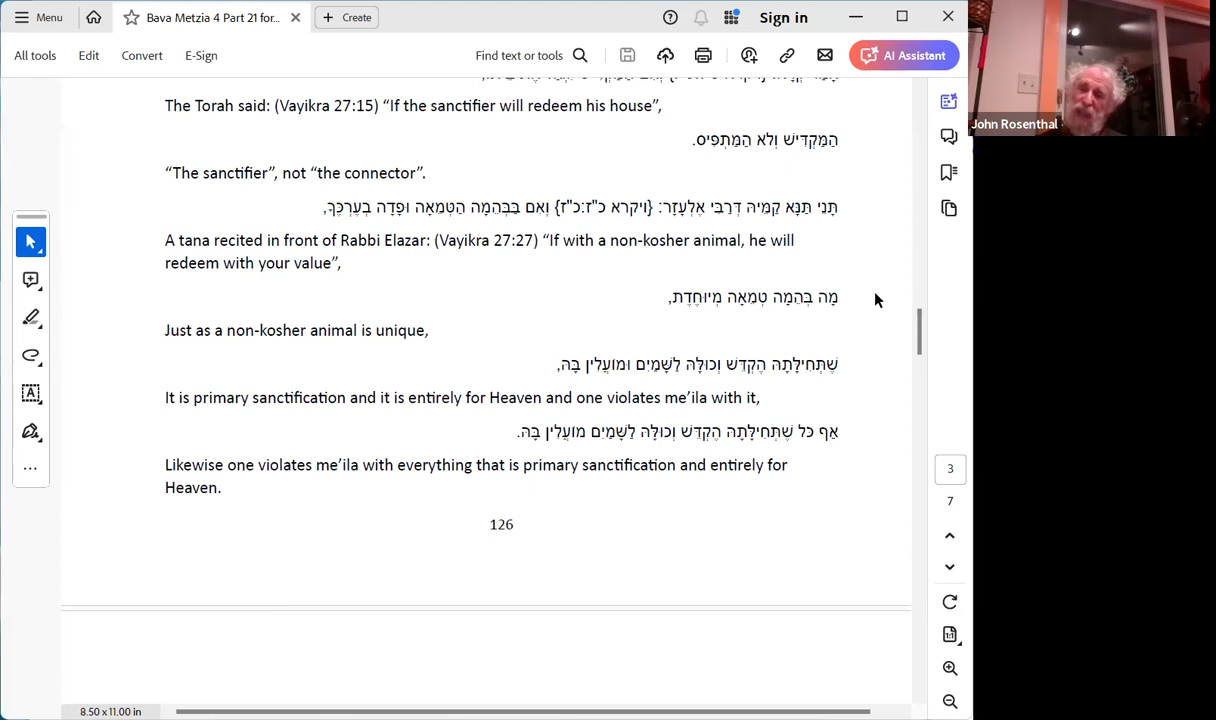 Menu
Bava Metzia 4 Part 21 for...
Create
Sign in
All tools
Edit
Convert
E-Sign
Find text or tools
AI Assistant
The Torah said: (Vayikra 27:15) “If the sanctifier will redeem his house”,
הַמַּקְדִּישׁ וְלֹא הַמַּתְפִּיס.
“The sanctifier”, not “the connector”.
תָּנֵי תַּנָּא קַמֵּיהּ דְּרַבִּי אֶלְעָזָר: {ויקרא כ"ז:כ"ז} וְאִם בַּבְּהֵמָה הַטְּמֵאָה וּפָדָה בְעֶרְכֶּךָ,
A tana recited in front of Rabbi Elazar: (Vayikra 27:27) “If with a non-kosher animal, he will
redeem with your value”,
מָה בְּהֵמָה טְמֵאָה מְיוּחֶדֶת,
Just as a non-kosher animal is unique,
שֶׁתְּחִילָּתָהּ הֶקְדֵּשׁ וְכוּלָּהּ לַשָּׁמַיִם וּמוֹעֲלִין בָּהּ,
It is primary sanctification and it is entirely for Heaven and one violates me’ila with it,
אַף כֹּל שֶׁתְּחִילָּתָהּ הֶקְדֵּשׁ וְכוּלָּהּ לַשָּׁמַיִם מוֹעֲלִין בָּהּ.
Likewise one violates me’ila with everything that is primary sanctification and entirely for
Heaven.
126
3
7
8.50 x 11.00 in
John Rosenthal